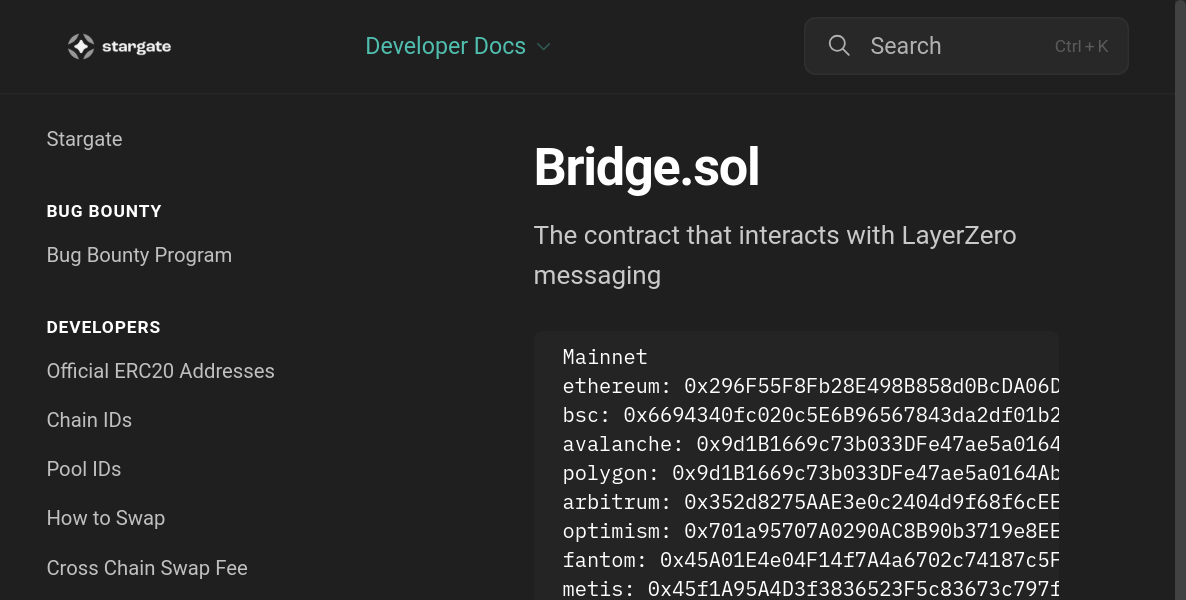 stargate
Developer Docs
Search
Ctrl + K
Stargate
BUG BOUNTY
Bug Bounty Program
DEVELOPERS
Official ERC20 Addresses
Chain IDs
Pool IDs
How to Swap
Cross Chain Swap Fee
Bridge.sol
The contract that interacts with LayerZero
messaging
Mainnet
ethereum: 0x296F55F8Fb28E498B858d0BcDA06D
bsc: 0x6694340fc020c5E6B96567843da2df01b2
avalanche: 0x9d1B1669c73b033DFe47ae5a0164
polygon: 0x9d1B1669c73b033DFe47ae5a0164Ab
arbitrum: 0x352d8275AAE3e0c2404d9f68f6cEE
optimism: 0x701a95707A0290AC8B90b3719e8EE
fantom: 0x45A01E4e04F14f7A4a6702c74187c5F
metis: 0x45f1A95A4D3f3836523F5c83673c797f